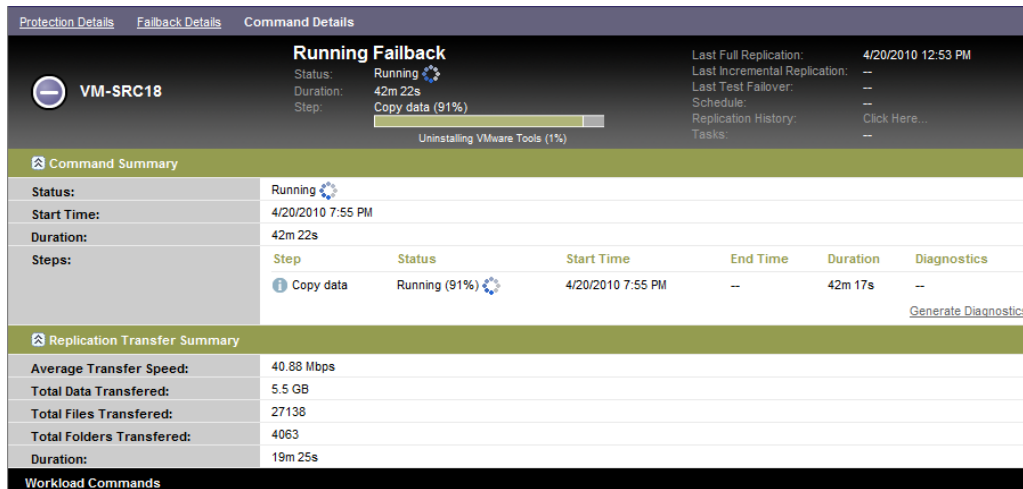 Protection Details Failback Details Command Details
VM-SRC18
Running Failback
Status: Running
Duration: 42m 22s
Step: Copy data (91%)
Uninstalling VMware Tools (1%)
Last Full Replication: 4/20/2010 12:53 PM
Last Incremental Replication: --
Last Test Failover: --
Schedule: --
Replication History: Click Here...
Tasks: --
Command Summary
Status: Running
Start Time: 4/20/2010 7:55 PM
Duration: 42m 22s
Steps: Step Status Start Time End Time Duration Diagnostics
Copy data Running (91%) 4/20/2010 7:55 PM -- 42m 17s --
Generate Diagnostics
Replication Transfer Summary
Average Transfer Speed: 40.88 Mbps
Total Data Transfered: 5.5 GB
Total Files Transfered: 27138
Total Folders Transfered: 4063
Duration: 19m 25s
Workload Commands